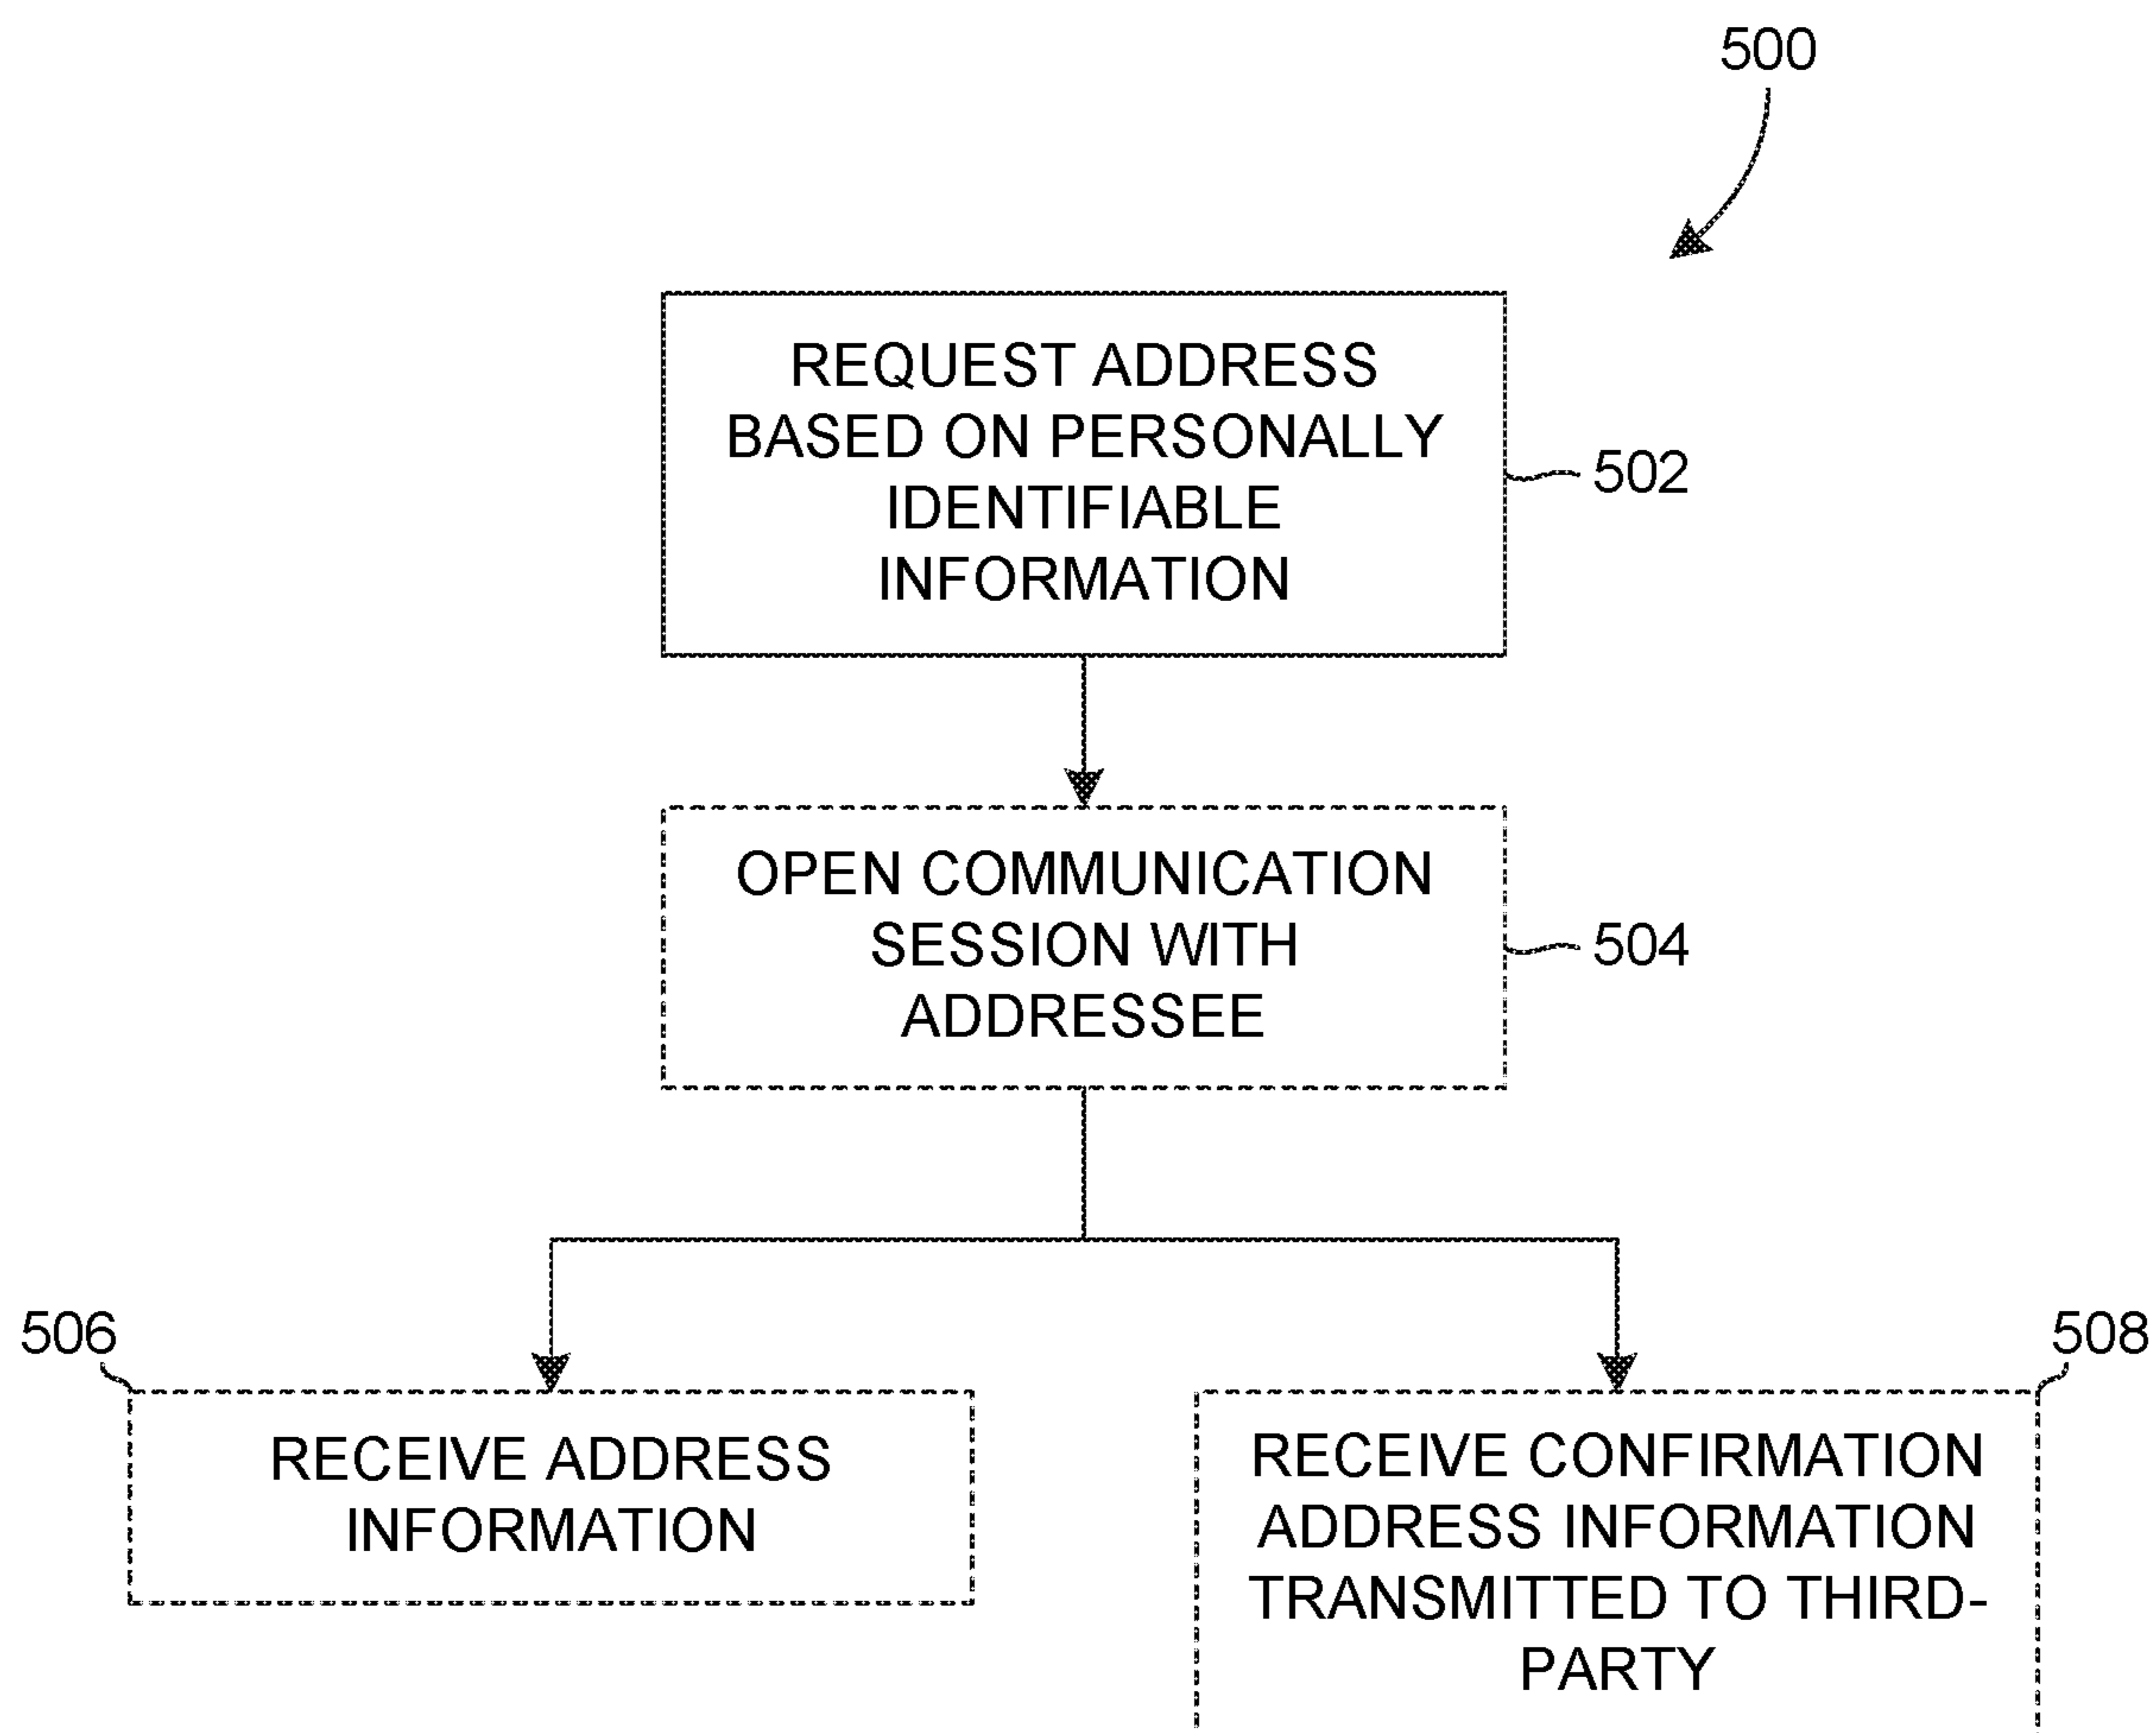 500
REQUEST ADDRESS
BASED ON PERSONALLY
IDENTIFIABLE
INFORMATION
502
OPEN COMMUNICATION
SESSION WITH
ADDRESSEE
504
506
RECEIVE ADDRESS
INFORMATION
508
RECEIVE CONFIRMATION
ADDRESS INFORMATION
TRANSMITTED TO THIRD-
PARTY